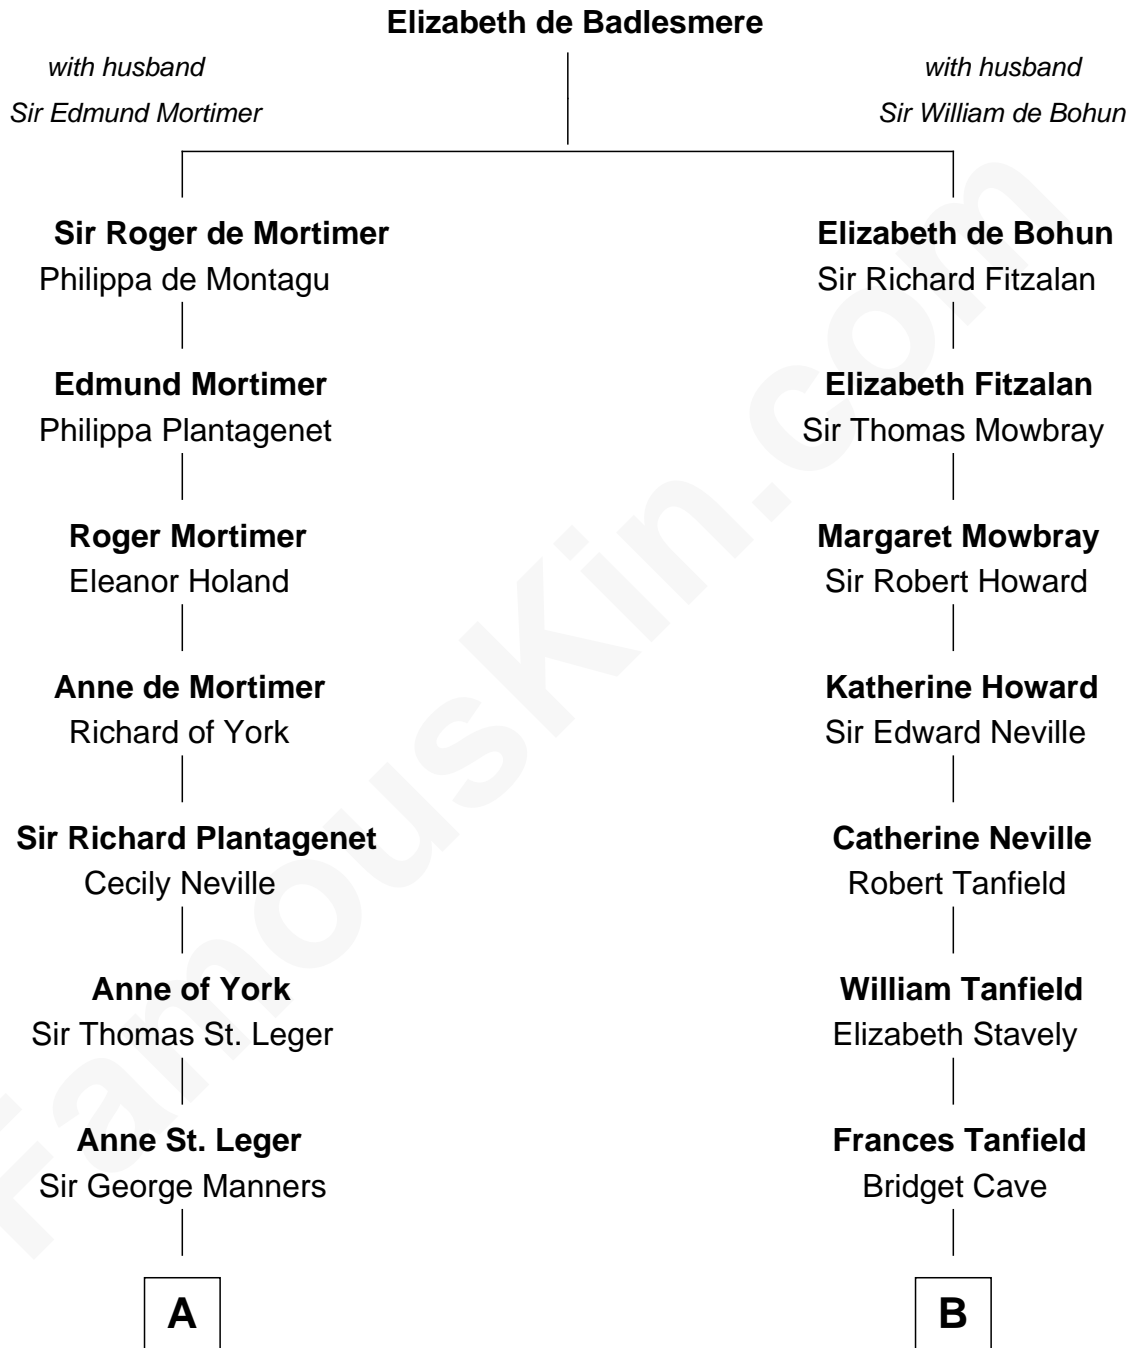 Elizabeth de Badlesmere
with husband
Sir Edmund Mortimer
with husband
Sir William de Bohun
Sir Roger de Mortimer
Philippa de Montagu
Elizabeth de Bohun
Sir Richard Fitzalan
Edmund Mortimer
Philippa Plantagenet
Elizabeth Fitzalan
Sir Thomas Mowbray
Roger Mortimer
Eleanor Holand
Margaret Mowbray
Sir Robert Howard
Anne de Mortimer
Richard of York
Katherine Howard
Sir Edward Neville
Sir Richard Plantagenet
Cecily Neville
Catherine Neville
Robert Tanfield
Anne of York
Sir Thomas St. Leger
William Tanfield
Elizabeth Stavely
Anne St. Leger
Sir George Manners
Frances Tanfield
Bridget Cave
A
B
FamousKin.com